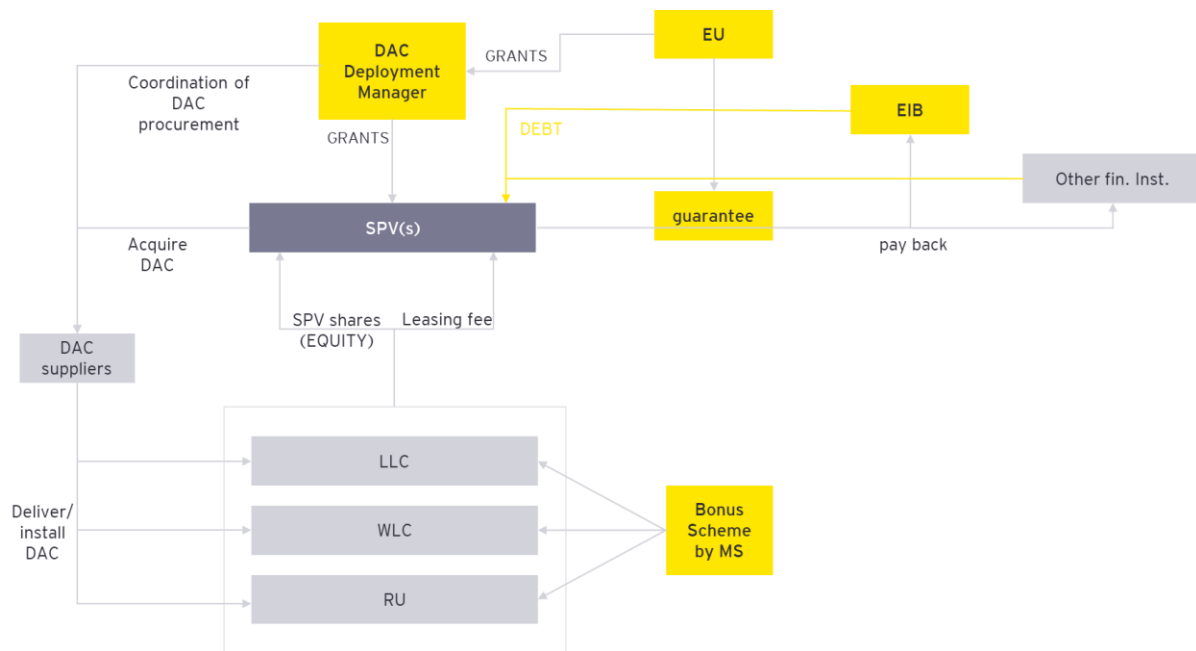 EU
DAC
Deployment
Manager
GRANTS
Coordination of
DAC
procurement
EIB
DEBT
GRANTS
Other fin. Inst.
guarantee
SPV(s)
Acquire
DAC
pay back
SPV shares
(EQUITY)
Leasing fee
DAC
suppliers
LLC
Deliver/
install
DAC
WLC
Bonus
Scheme
by MS
RU